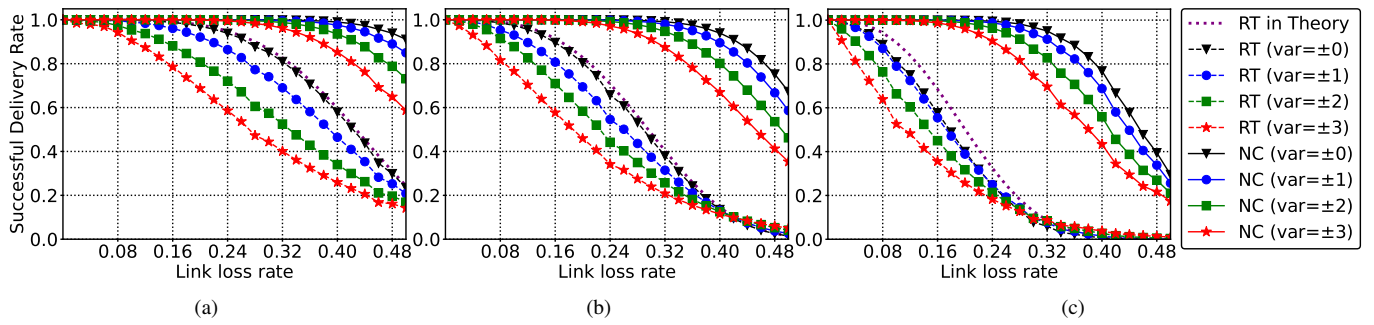 Successful Delivery Rate
1.0
0.8
0.6
0.4
0.2
0.0
0.08 0.16 0.24 0.32 0.40 0.48
Link loss rate
(a)
1.0
0.8
0.6
0.4
0.2
0.0
0.08 0.16 0.24 0.32 0.40 0.48
Link loss rate
(b)
1.0
0.8
0.6
0.4
0.2
0.0
0.08 0.16 0.24 0.32 0.40 0.48
Link loss rate
(c)
RT in Theory
RT (var=±0)
RT (var=±1)
RT (var=±2)
RT (var=±3)
NC (var=±0)
NC (var=±1)
NC (var=±2)
NC (var=±3)